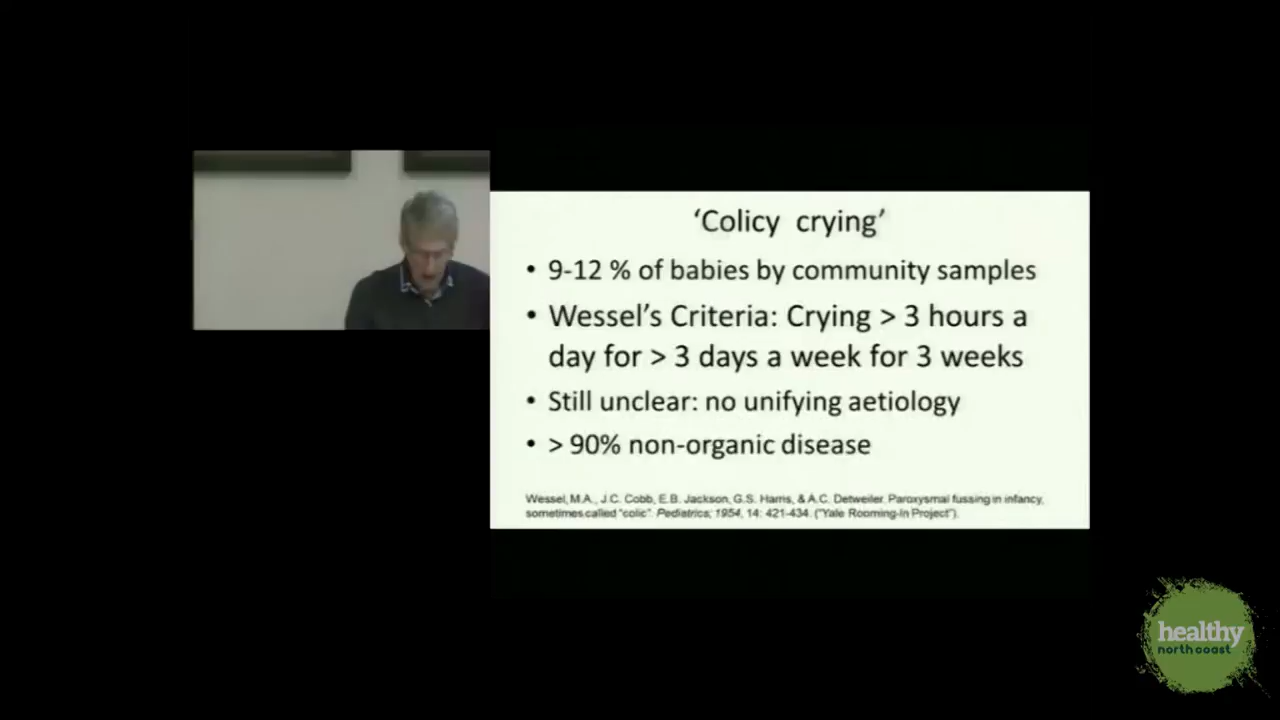 ‘Colicy crying’
• 9-12 % of babies by community samples
• Wessel’s Criteria: Crying > 3 hours a
day for > 3 days a week for 3 weeks
• Still unclear: no unifying aetiology
• > 90% non-organic disease
Wessel, M.A., J.C. Cobb, E.B. Jackson, G.S. Harris, & A.C. Detweiler. Paroxysmal fussing in infancy,
sometimes called “colic”. Pediatrics; 1954, 14: 421-434. (“Yale Rooming-In Project”).
healthy
north coast